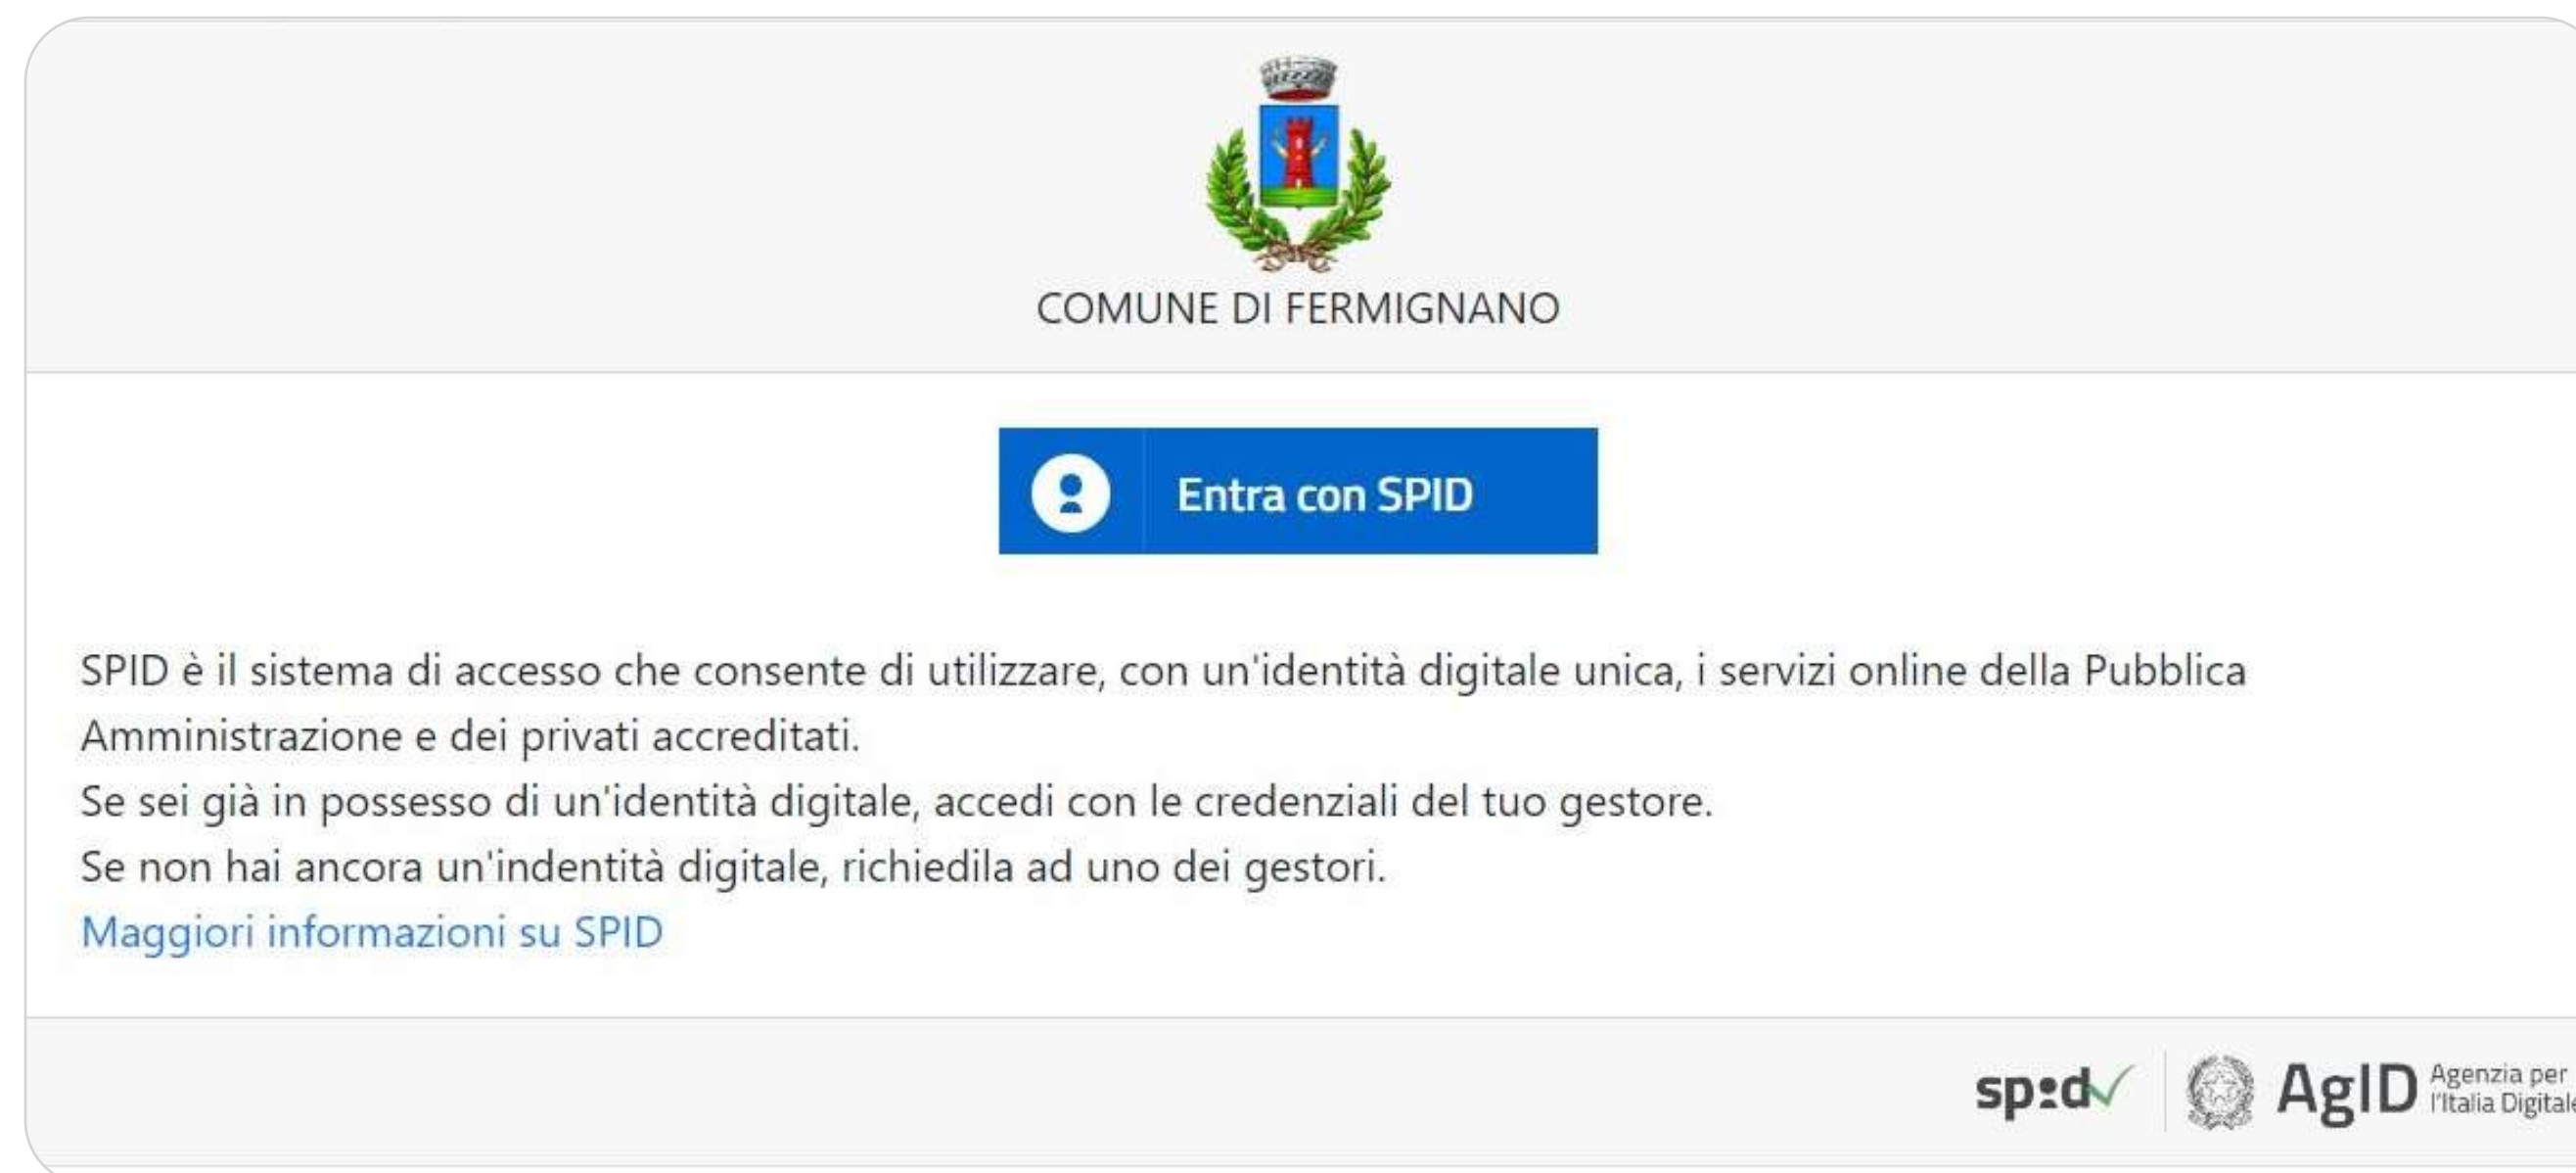 COMUNE DI FERMIGNANO
Entra con SPID
SPID è il sistema di accesso che consente di utilizzare, con un'identità digitale unica, i servizi online della Pubblica
Amministrazione e dei privati accreditati.
Se sei già in possesso di un'identità digitale, accedi con le credenziali del tuo gestore.
Se non hai ancora un'indentità digitale, richiedila ad uno dei gestori.
Maggiori informazioni su SPID
spid
AgID
Agenzia per
l'Italia Digitale